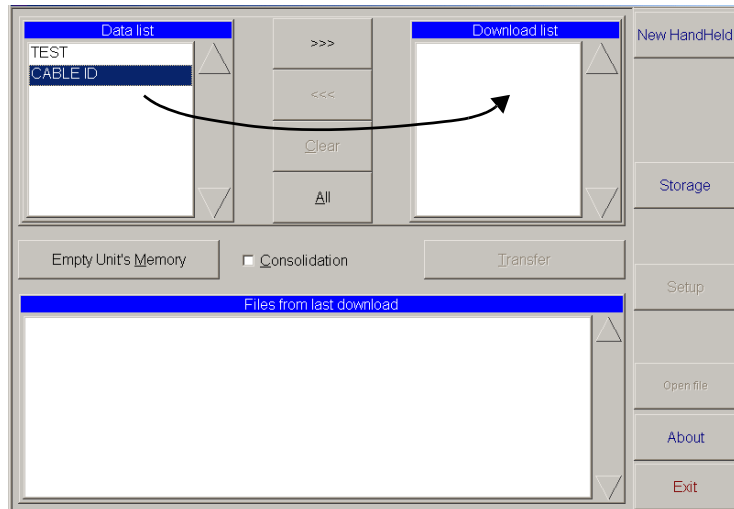 Data list
TEST
CABLE ID
>>>
<<<
Clear
All
Download list
New HandHeld
Storage
Empty Unit's Memory
Consolidation
Transfer
Setup
Files from last download
Open file
About
Exit